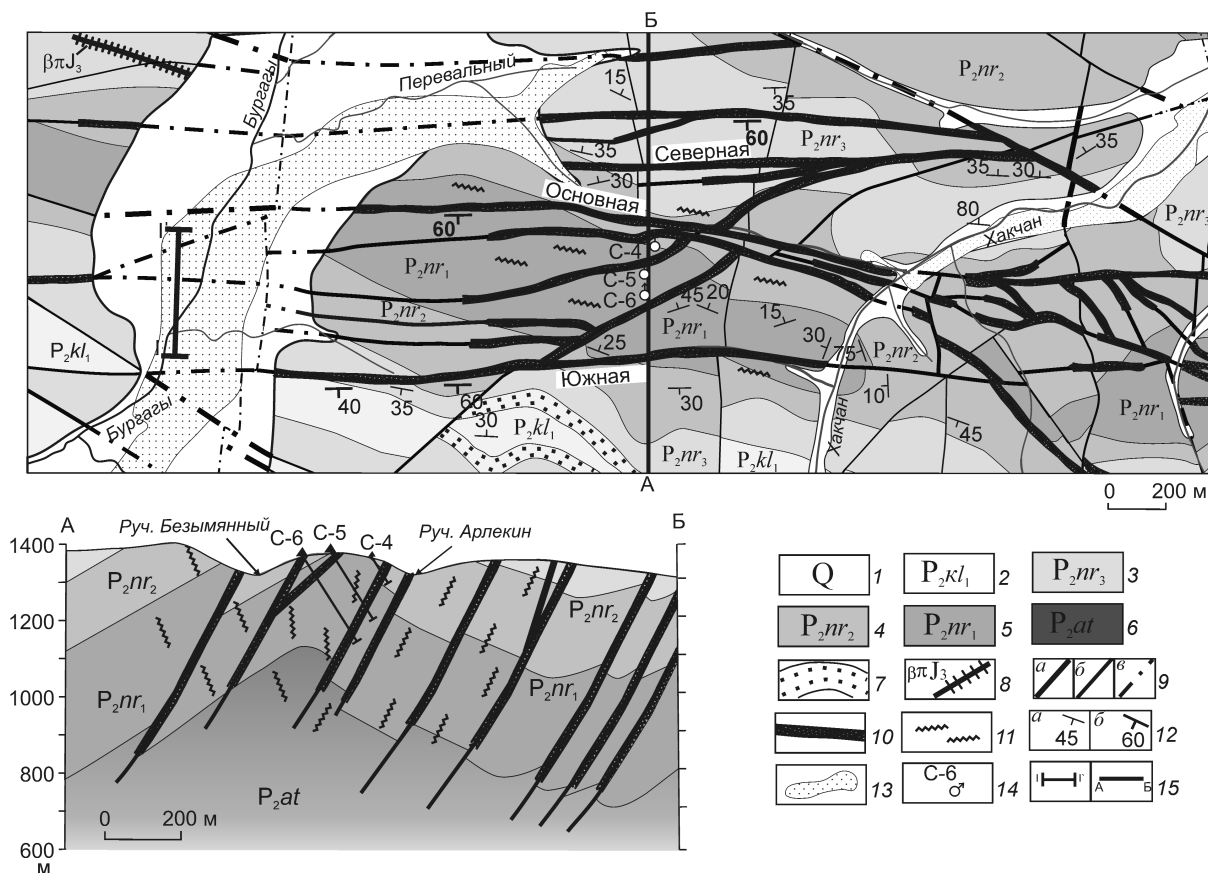 βπJ₃
Бургагы
Перевальный
15
P₂nr₂
35
60
P₂nr₃
35
Северная
35
30
35
30
Основная
60
80
P₂nr₃
Хакчан
I
С-4
P₂nr₁
С-5
С-6
45
20
15
P₂nr₂
P₂nr₁
30
75
P₂nr₂
P₂kl₁
25
I
Южная
40
35
60
30
10
P₂nr₁
Бургагы
30
P₂kl₁
45
Хакчан
P₂nr₃
P₂kl₁
А
Б
0 200 м
А
Руч. Безымянный
С-6
С-5
С-4
Руч. Арлекин
Б
1400
1200
1000
800
600
м
P₂nr₂
P₂nr₂
P₂nr₁
P₂nr₁
P₂at
0 200 м
Q 1
P₂кl₁ 2
P₂nr₃ 3
P₂nr₂ 4
P₂nr₁ 5
P₂at 6
7
βπJ₃ 8
а б в 9
10
11
а 45 б 60 12
13
С-6 14
I I' А Б 15